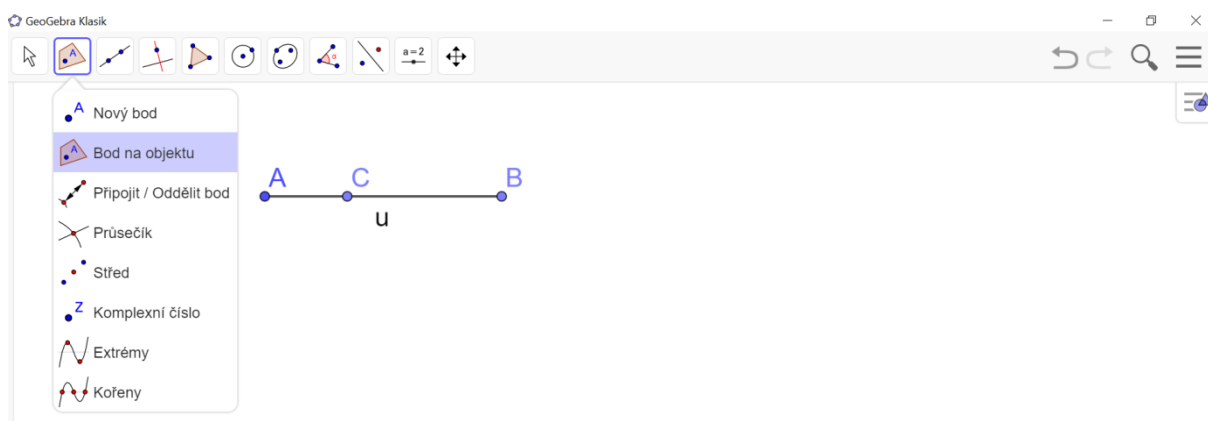 GeoGebra Klasik
a=2
Nový bod
Bod na objektu
Připojit / Oddělit bod
Průsečík
Střed
Komplexní číslo
Extrémy
Kořeny
A C B
u